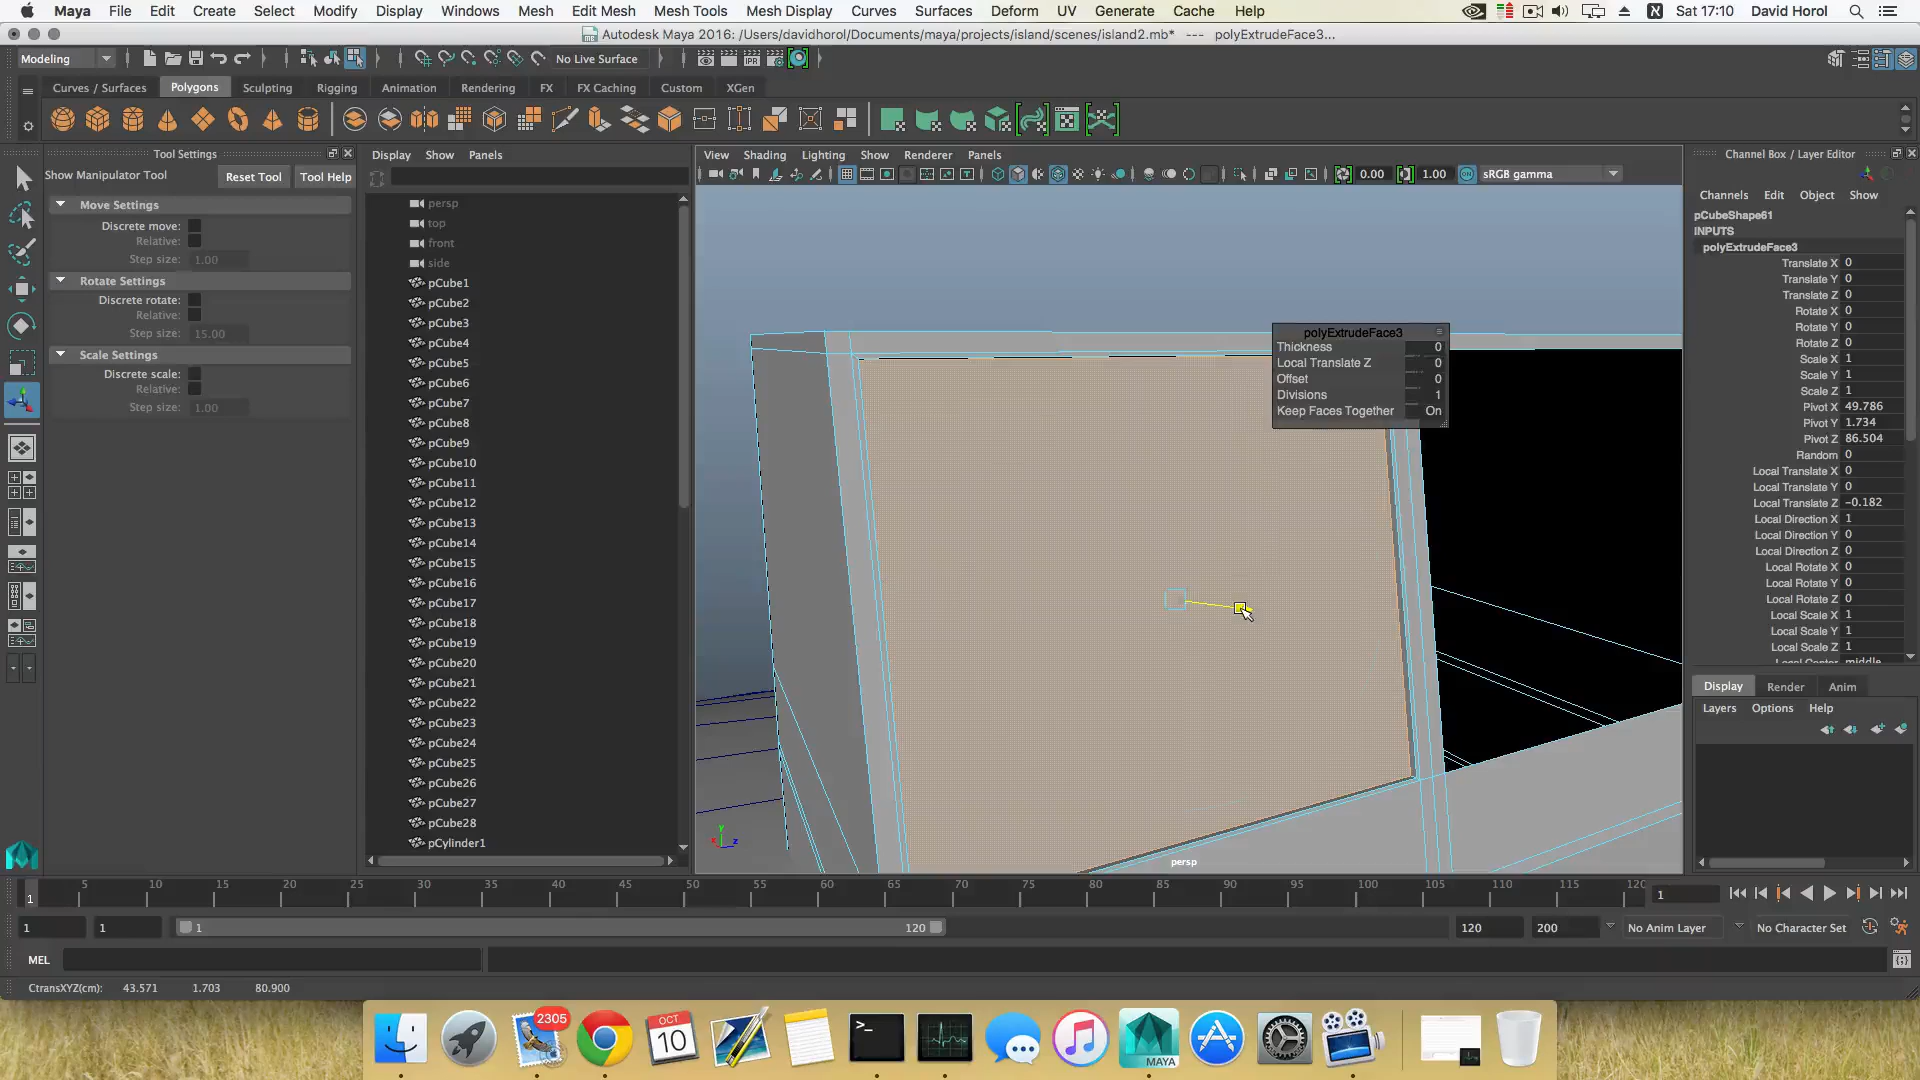 Maya File Edit Create Select Modify Display Windows Mesh Edit Mesh Mesh Tools Mesh Display Curves Surfaces Deform UV Generate Cache Help Sat 17:10 David Horol
Autodesk Maya 2016: /Users/davidhorol/Documents/maya/projects/island/scenes/island2.mb* --- polyExtrudeFace3...
Modeling No Live Surface
Curves / Surfaces Polygons Sculpting Rigging Animation Rendering FX FX Caching Custom XGen
Tool Settings
Show Manipulator Tool Reset Tool Tool Help
Move Settings
Discrete move:
Relative:
Step size: 1.00
Rotate Settings
Discrete rotate:
Relative:
Step size: 15.00
Scale Settings
Discrete scale:
Relative:
Step size: 1.00
Display Show Panels
persp
top
front
side
pCube1
pCube2
pCube3
pCube4
pCube5
pCube6
pCube7
pCube8
pCube9
pCube10
pCube11
pCube12
pCube13
pCube14
pCube15
pCube16
pCube17
pCube18
pCube19
pCube20
pCube21
pCube22
pCube23
pCube24
pCube25
pCube26
pCube27
pCube28
pCylinder1
View Shading Lighting Show Renderer Panels
0.00 1.00 sRGB gamma
polyExtrudeFace3
Thickness 0
Local Translate Z 0
Offset 0
Divisions 1
Keep Faces Together On
y
z
persp
Channel Box / Layer Editor
Channels Edit Object Show
pCubeShape61
INPUTS
polyExtrudeFace3
Translate X 0
Translate Y 0
Translate Z 0
Rotate X 0
Rotate Y 0
Rotate Z 0
Scale X 1
Scale Y 1
Scale Z 1
Pivot X 49.786
Pivot Y 1.734
Pivot Z 86.504
Random 0
Local Translate X 0
Local Translate Y 0
Local Translate Z -0.182
Local Direction X 1
Local Direction Y 0
Local Direction Z 0
Local Rotate X 0
Local Rotate Y 0
Local Rotate Z 0
Local Scale X 1
Local Scale Y 1
Local Scale Z 1
Local Center middle
Display Render Anim
Layers Options Help
5 10 15 20 25 30 35 40 45 50 55 60 65 70 75 80 85 90 95 100 105 110 115 120
1 1
1 1 1 120 120 200 No Anim Layer No Character Set
MEL
CtransXYZ(cm): 43.571 1.703 80.900
2305
OCT
10
MAYA